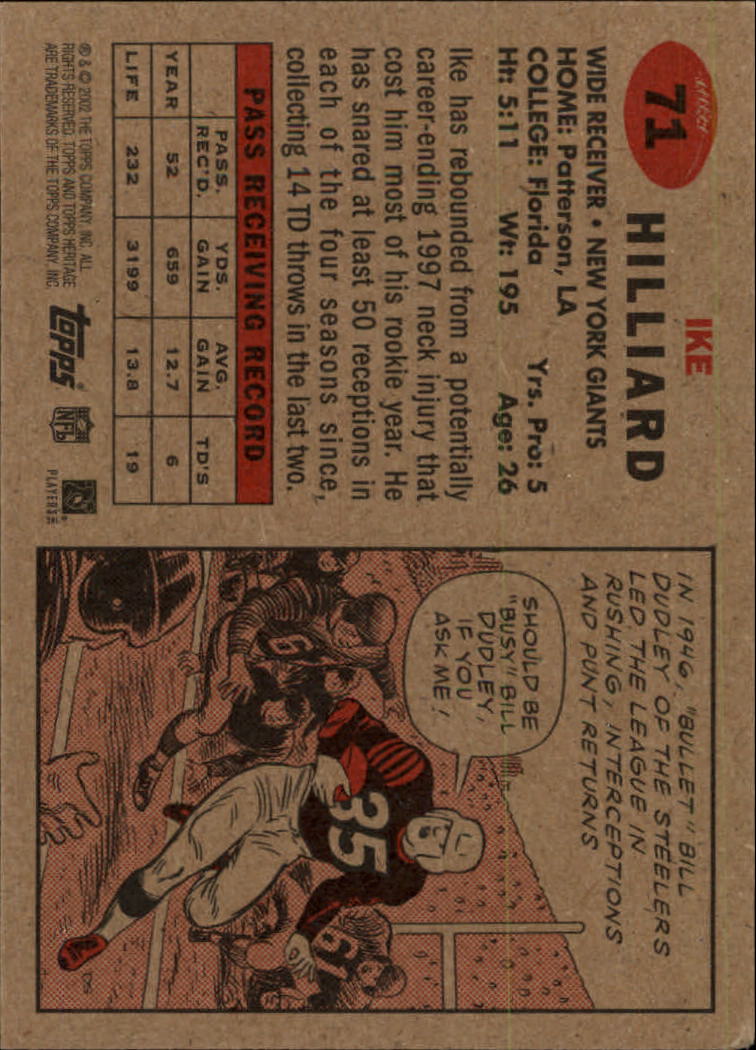 71
IKE
HILLIARD
WIDE RECEIVER • NEW YORK GIANTS
HOME: Patterson, LA
COLLEGE: Florida Yrs. Pro: 5
Ht: 5:11 Wt: 195 Age: 26
Ike has rebounded from a potentially
career-ending 1997 neck injury that
cost him most of his rookie year. He
has snared at least 50 receptions in
each of the four seasons since,
collecting 14 TD throws in the last two.
PASS RECEIVING RECORD
PASS. REC'D. YDS. GAIN AVG. GAIN TD'S
YEAR 52 659 12.7 6
LIFE 232 3199 13.8 19
® & © 2002 THE TOPPS COMPANY, INC. ALL
RIGHTS RESERVED. TOPPS AND TOPPS HERITAGE
ARE TRADEMARKS OF THE TOPPS COMPANY, INC.
topps®
NFL
PLAYERS
IN 1946, "BULLET" BILL
DUDLEY OF THE STEELERS
LED THE LEAGUE IN
RUSHING, INTERCEPTIONS
AND PUNT RETURNS
SHOULD BE
"BUSY" BILL
DUDLEY,
IF YOU
ASK ME!
35
6
61